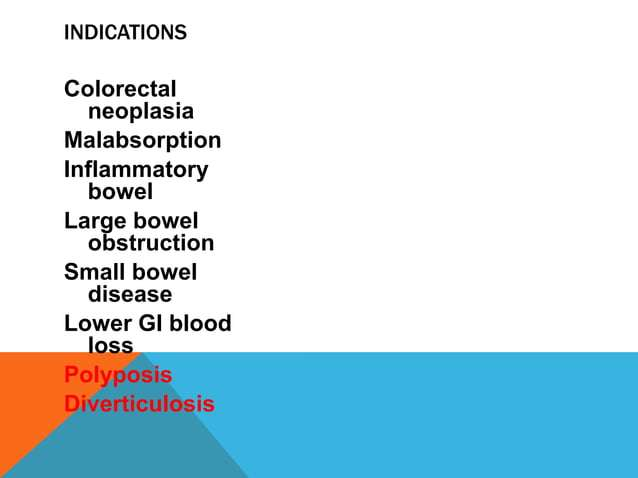 INDICATIONS
Colorectal
neoplasia
Malabsorption
Inflammatory
bowel
Large bowel
obstruction
Small bowel
disease
Lower GI blood
loss
Polyposis
Diverticulosis